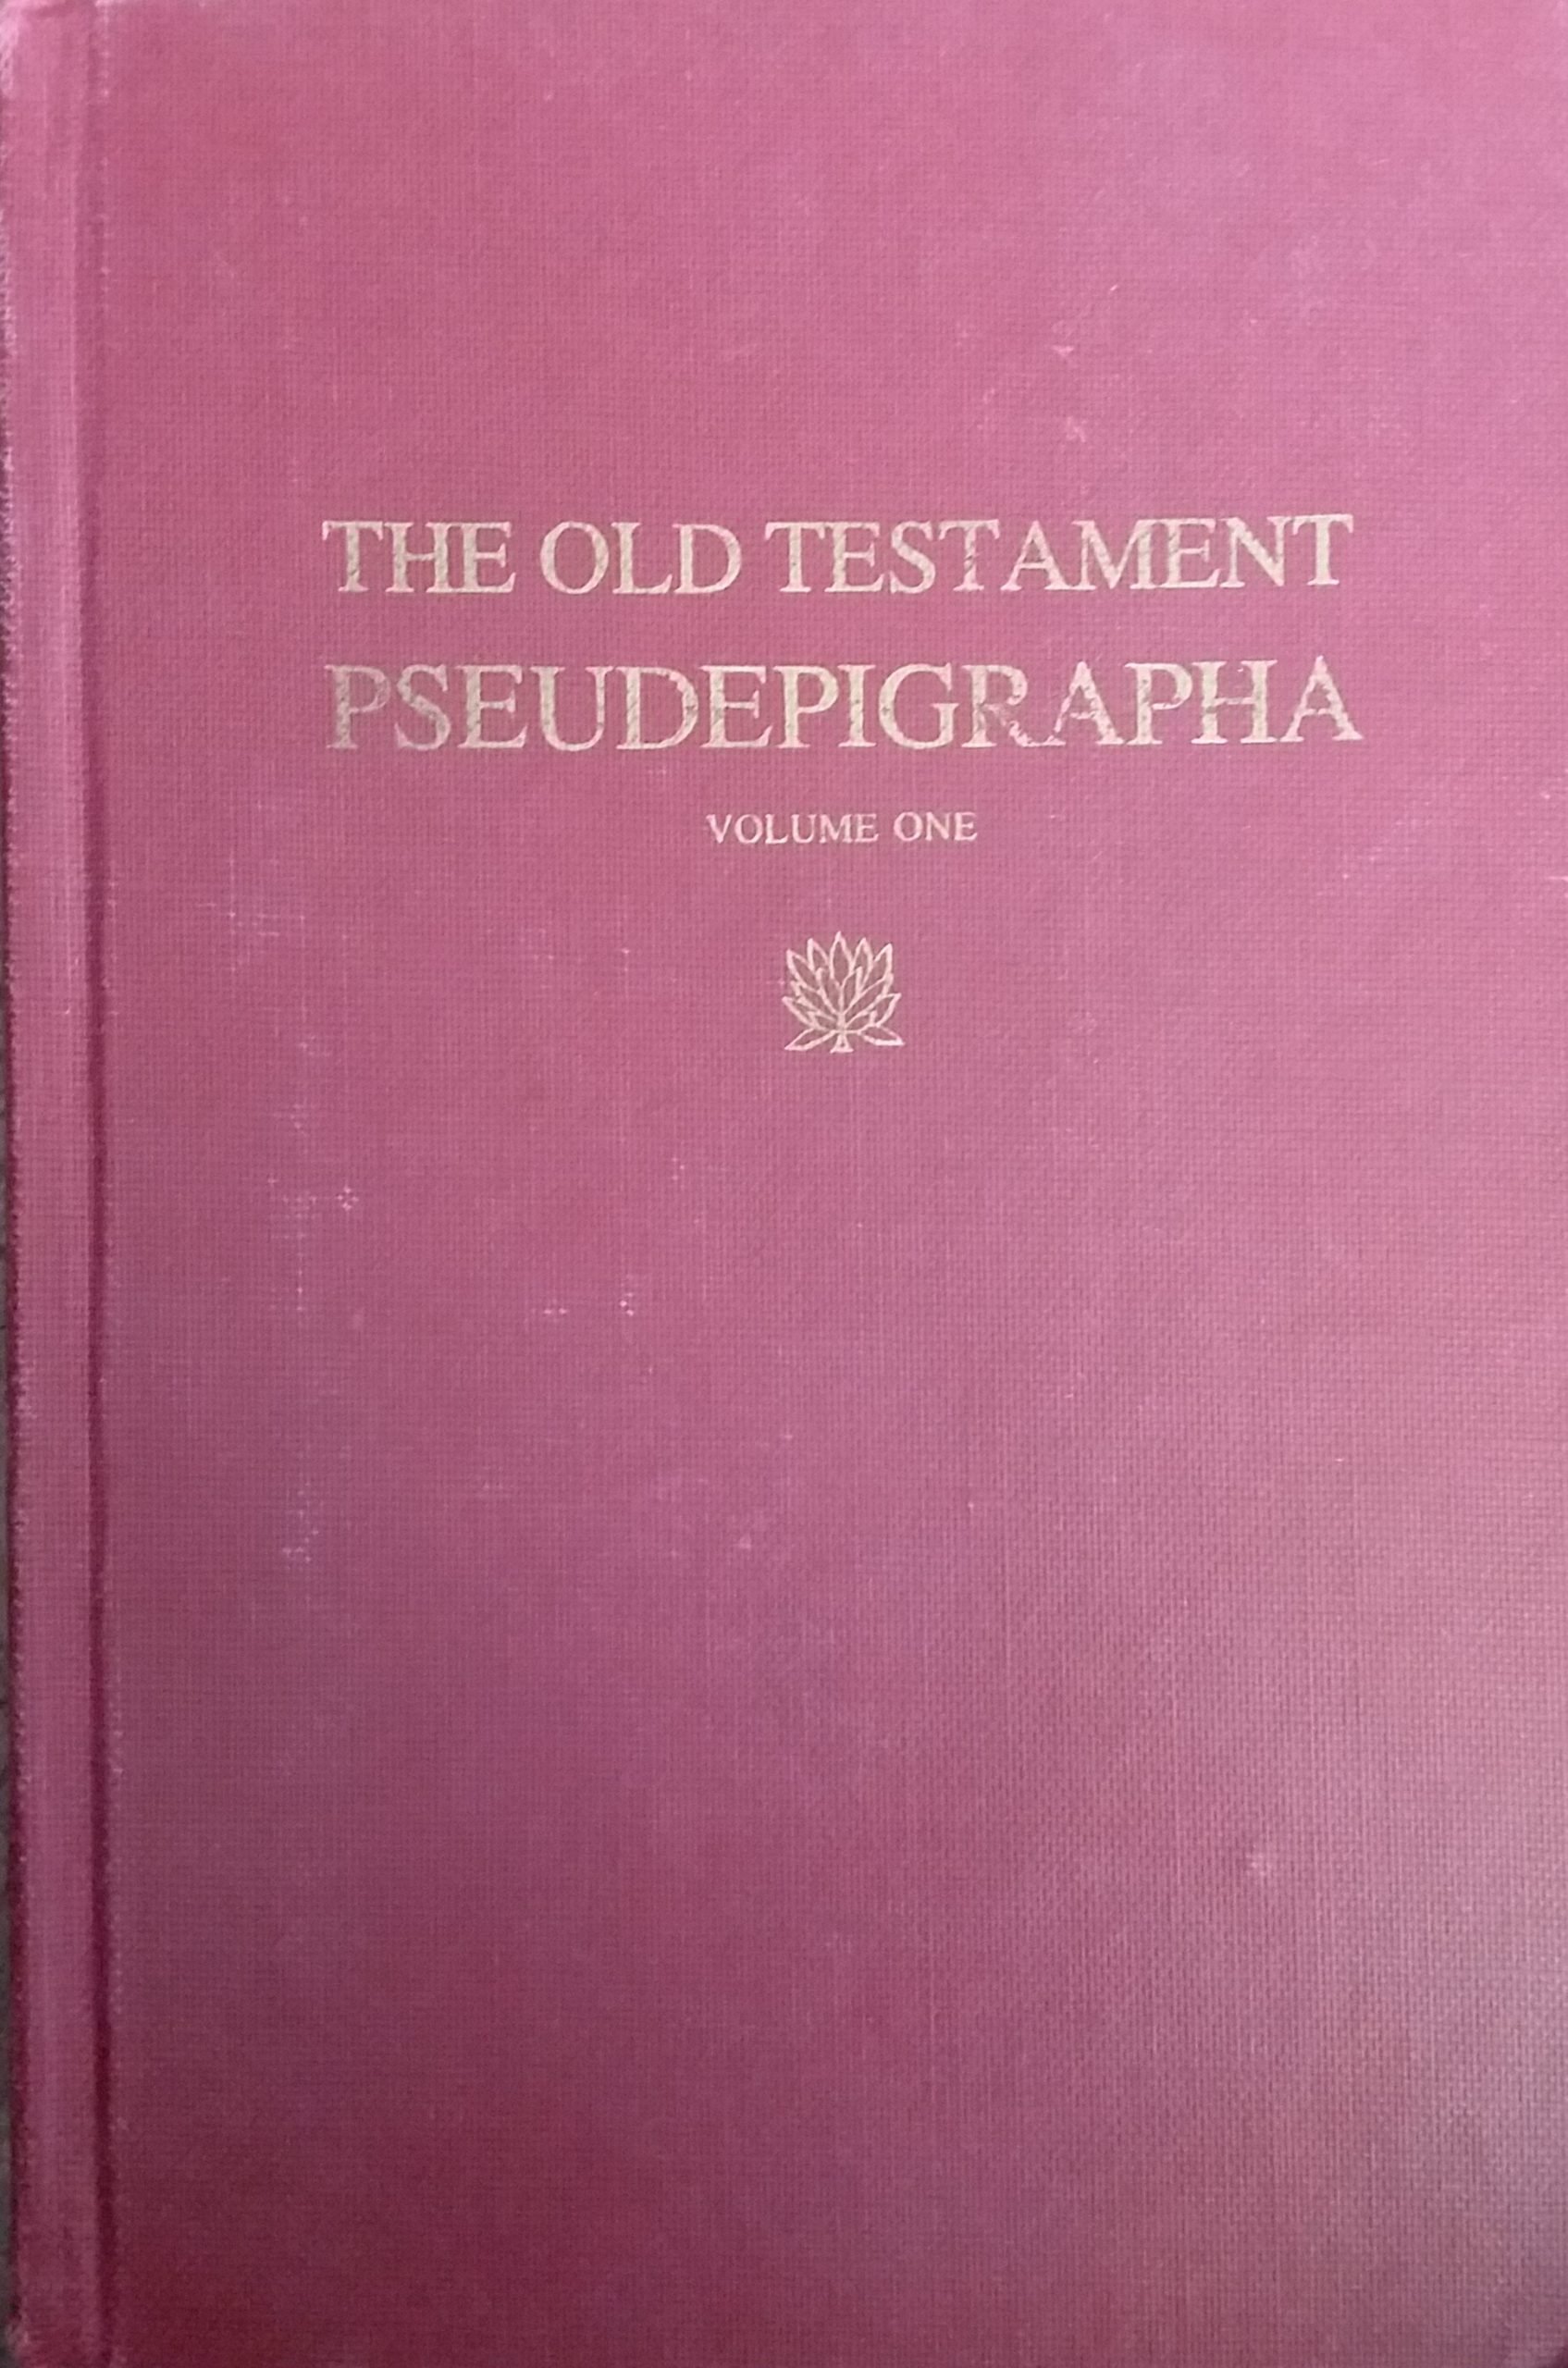 THE OLD TESTAMENT
PSEUDEPIGRAPHA
VOLUME ONE